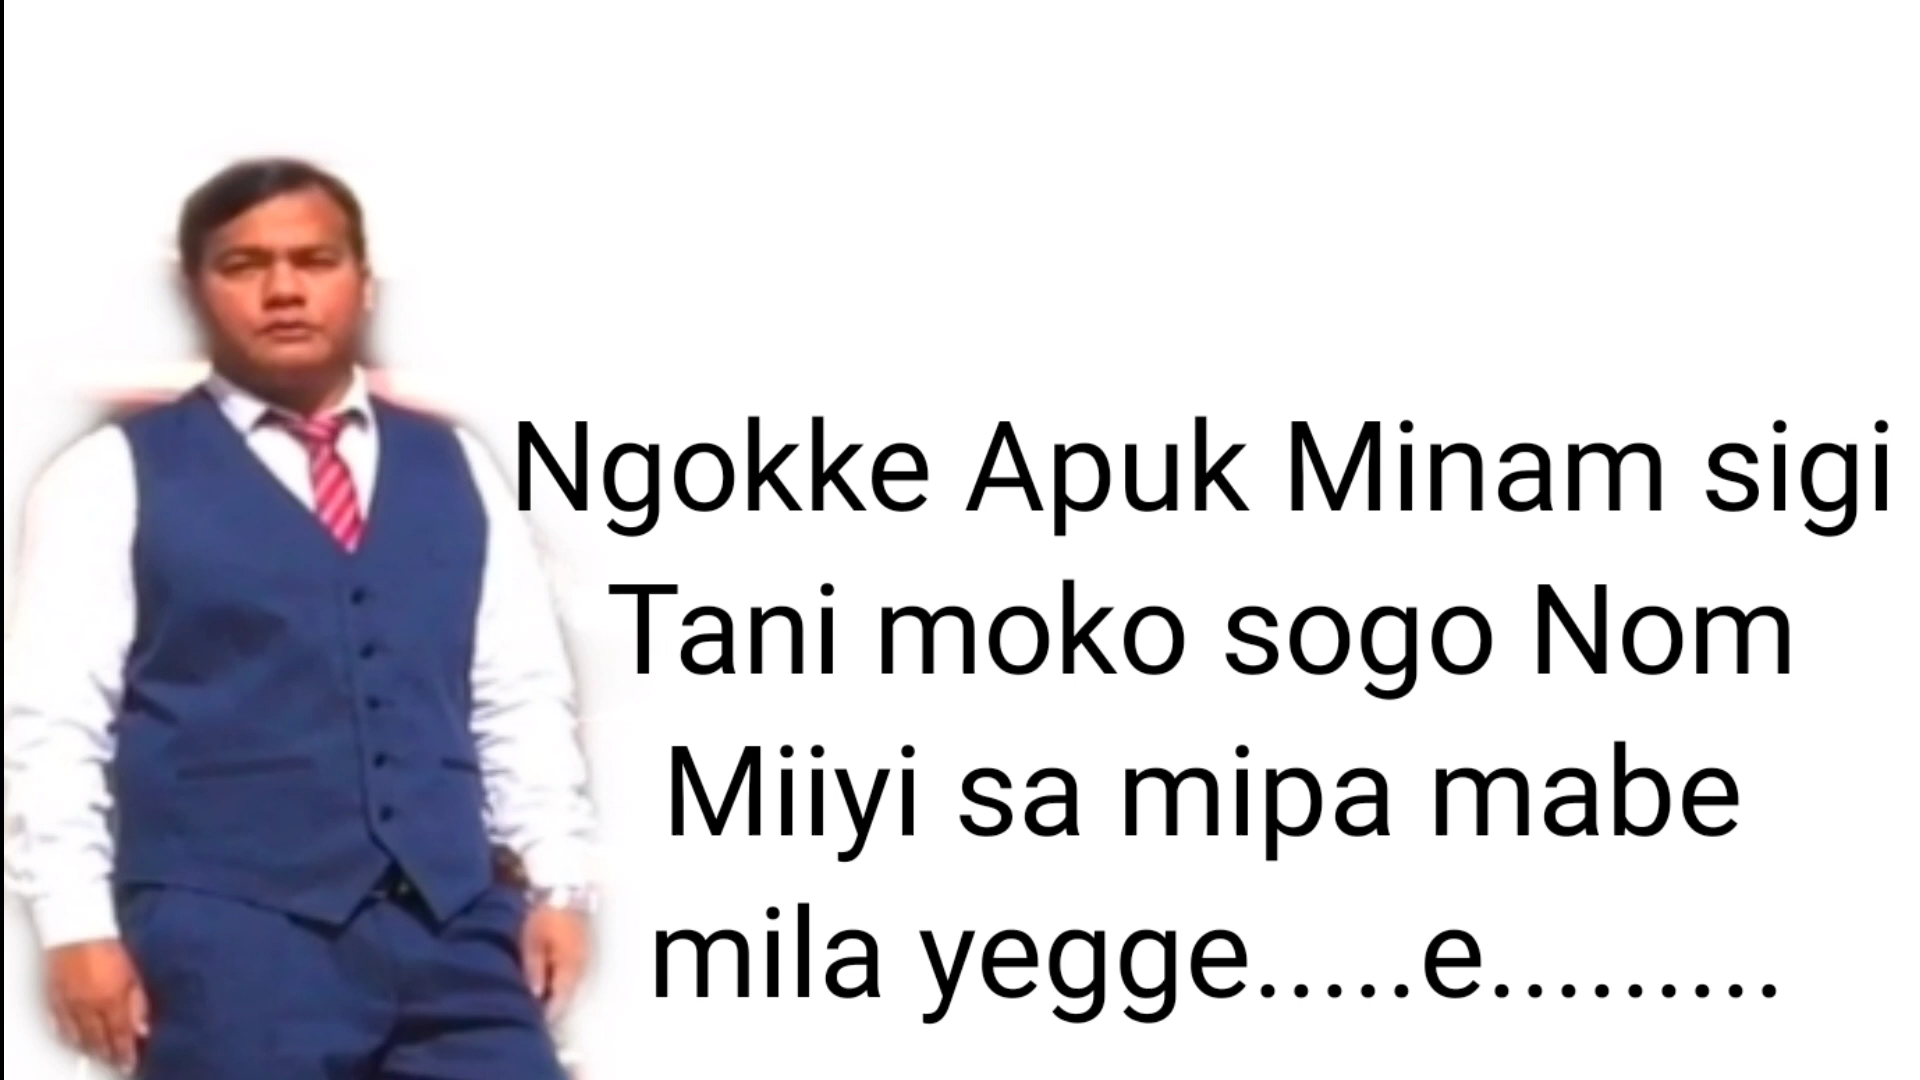 Ngokke Apuk Minam sigi
Tani moko sogo Nom
Miiyi sa mipa mabe
mila yegge.....e.........